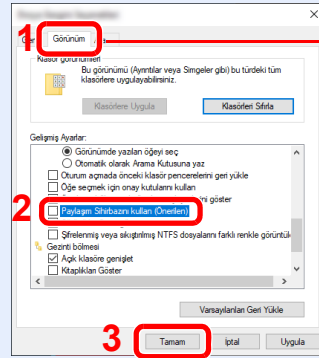 1
Görünüm
Klasör görünümleri
Bu görünümü (Ayrıntılar veya Simgeler gibi) bu türdeki tüm
klasörlere uygulayabilirsiniz.
Klasörlere Uygula
Klasörleri Sıfırla
Gelişmiş Ayarlar:
Görünümde yazılan öğeyi seç
Otomatik olarak Arama Kutusuna yaz
Oturum açmada önceki klasör pencerelerini geri yükle
Öğe seçmek için onay kutularını kullan
göster
2
Paylaşım Sihirbazını kullan (Önerilen)
Şifrelenmiş veya sıkıştırılmış NTFS dosyalarını farklı renkle görüntül
Gezinti bölmesi
Açık klasöre genişlet
Kitaplıkları Göster
Varsayılanları Geri Yükle
3
Tamam
İptal
Uygula